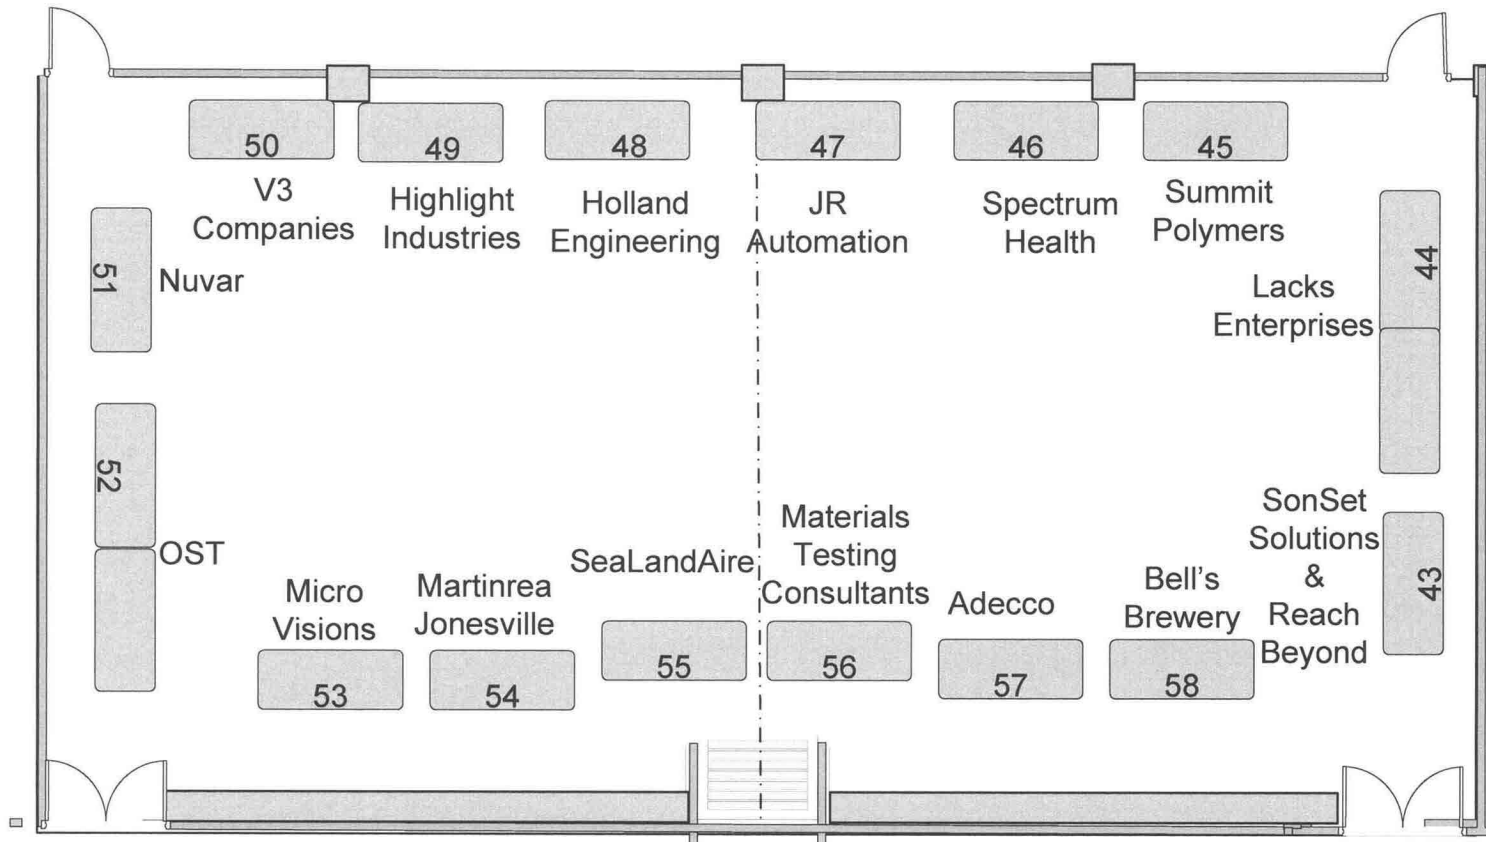 50
49
48
47
46
45
V3
Companies
Highlight
Industries
Holland
Engineering
JR
Automation
Spectrum
Health
Summit
Polymers
51
Nuvar
44
Lacks
Enterprises
52
OST
43
SonSet
Solutions
&
Reach
Beyond
Micro
Visions
53
Martinrea
Jonesville
54
SeaLandAire
55
Materials
Testing
Consultants
56
Adecco
57
Bell's
Brewery
58